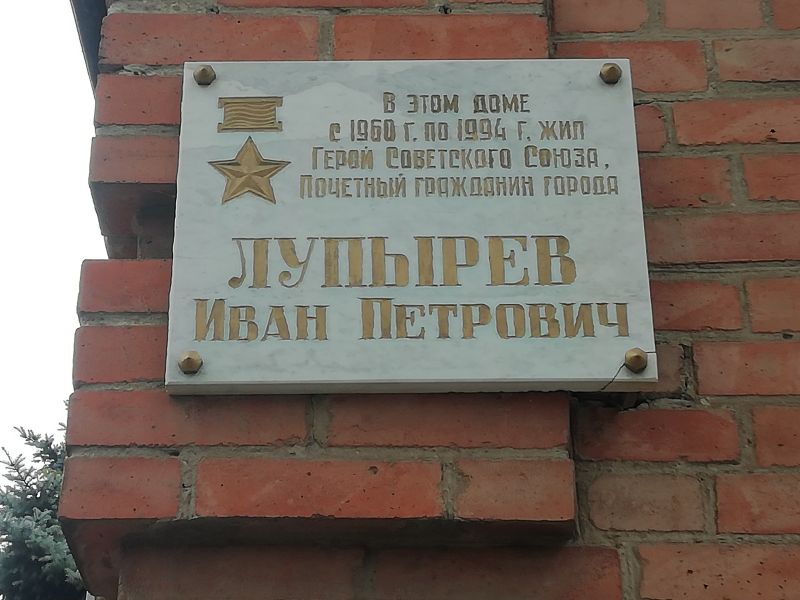 В ЭТОМ ДОМЕ
С 1960 Г. ПО 1994 Г. ЖИЛ
ГЕРОЙ СОВЕТСКОГО СОЮЗА,
ПОЧЕТНЫЙ ГРАЖДАНИН ГОРОДА
ЛУПЫРЕВ
ИВАН ПЕТРОВИЧ